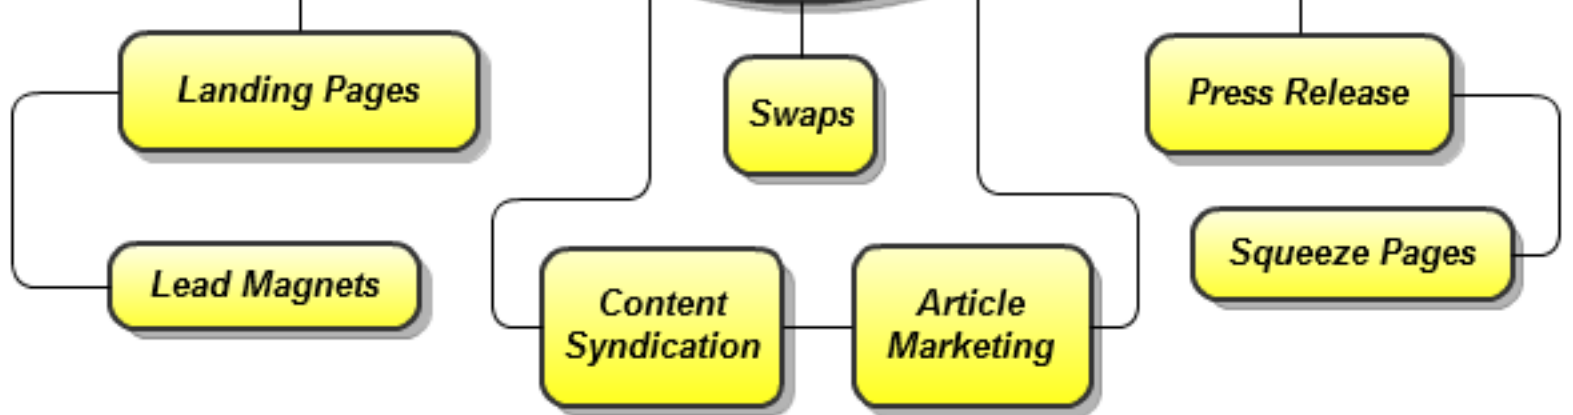 Landing Pages
Swaps
Press Release
Lead Magnets
Content
Syndication
Article
Marketing
Squeeze Pages